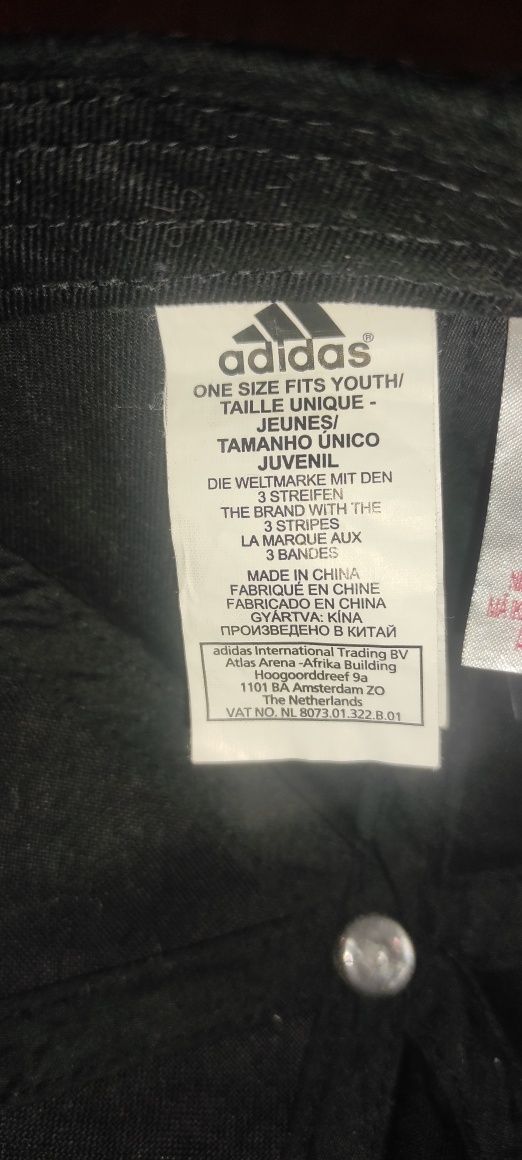 adidas®
ONE SIZE FITS YOUTH/
TAILLE UNIQUE -
JEUNES/
TAMANHO ÚNICO
JUVENIL
DIE WELTMARKE MIT DEN
3 STREIFEN
THE BRAND WITH THE
3 STRIPES
LA MARQUE AUX
3 BANDES
MADE IN CHINA
FABRIQUÉ EN CHINE
FABRICADO EN CHINA
GYÁRTVA: KÍNA
ПРОИЗВЕДЕНО В КИТАЙ
adidas International Trading BV
Atlas Arena -Afrika Building
Hoogoorddreef 9a
1101 BA Amsterdam ZO
The Netherlands
VAT NO. NL 8073.01.322.B.01